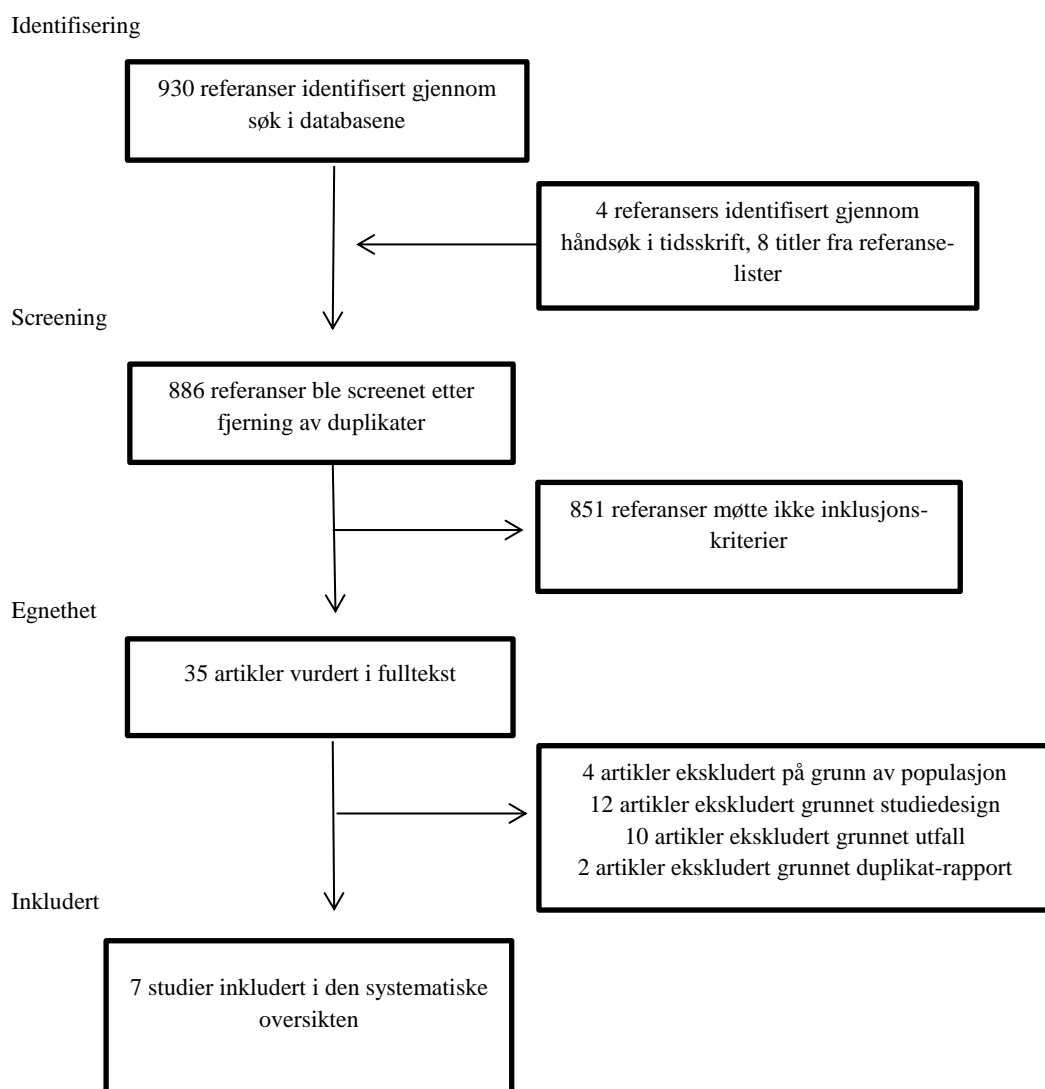 Identifisering
930 referanser identifisert gjennom
søk i databasene
4 referansers identifisert gjennom
håndsøk i tidsskrift, 8 titler fra referanse-
lister
Screening
886 referanser ble screenet etter
fjerning av duplikater
851 referanser møtte ikke inklusjons-
kriterier
Egnethet
35 artikler vurdert i fulltekst
4 artikler ekskludert på grunn av populasjon
12 artikler ekskludert grunnet studiedesign
10 artikler ekskludert grunnet utfall
2 artikler ekskludert grunnet duplikat-rapport
Inkludert
7 studier inkludert i den systematiske
oversikten